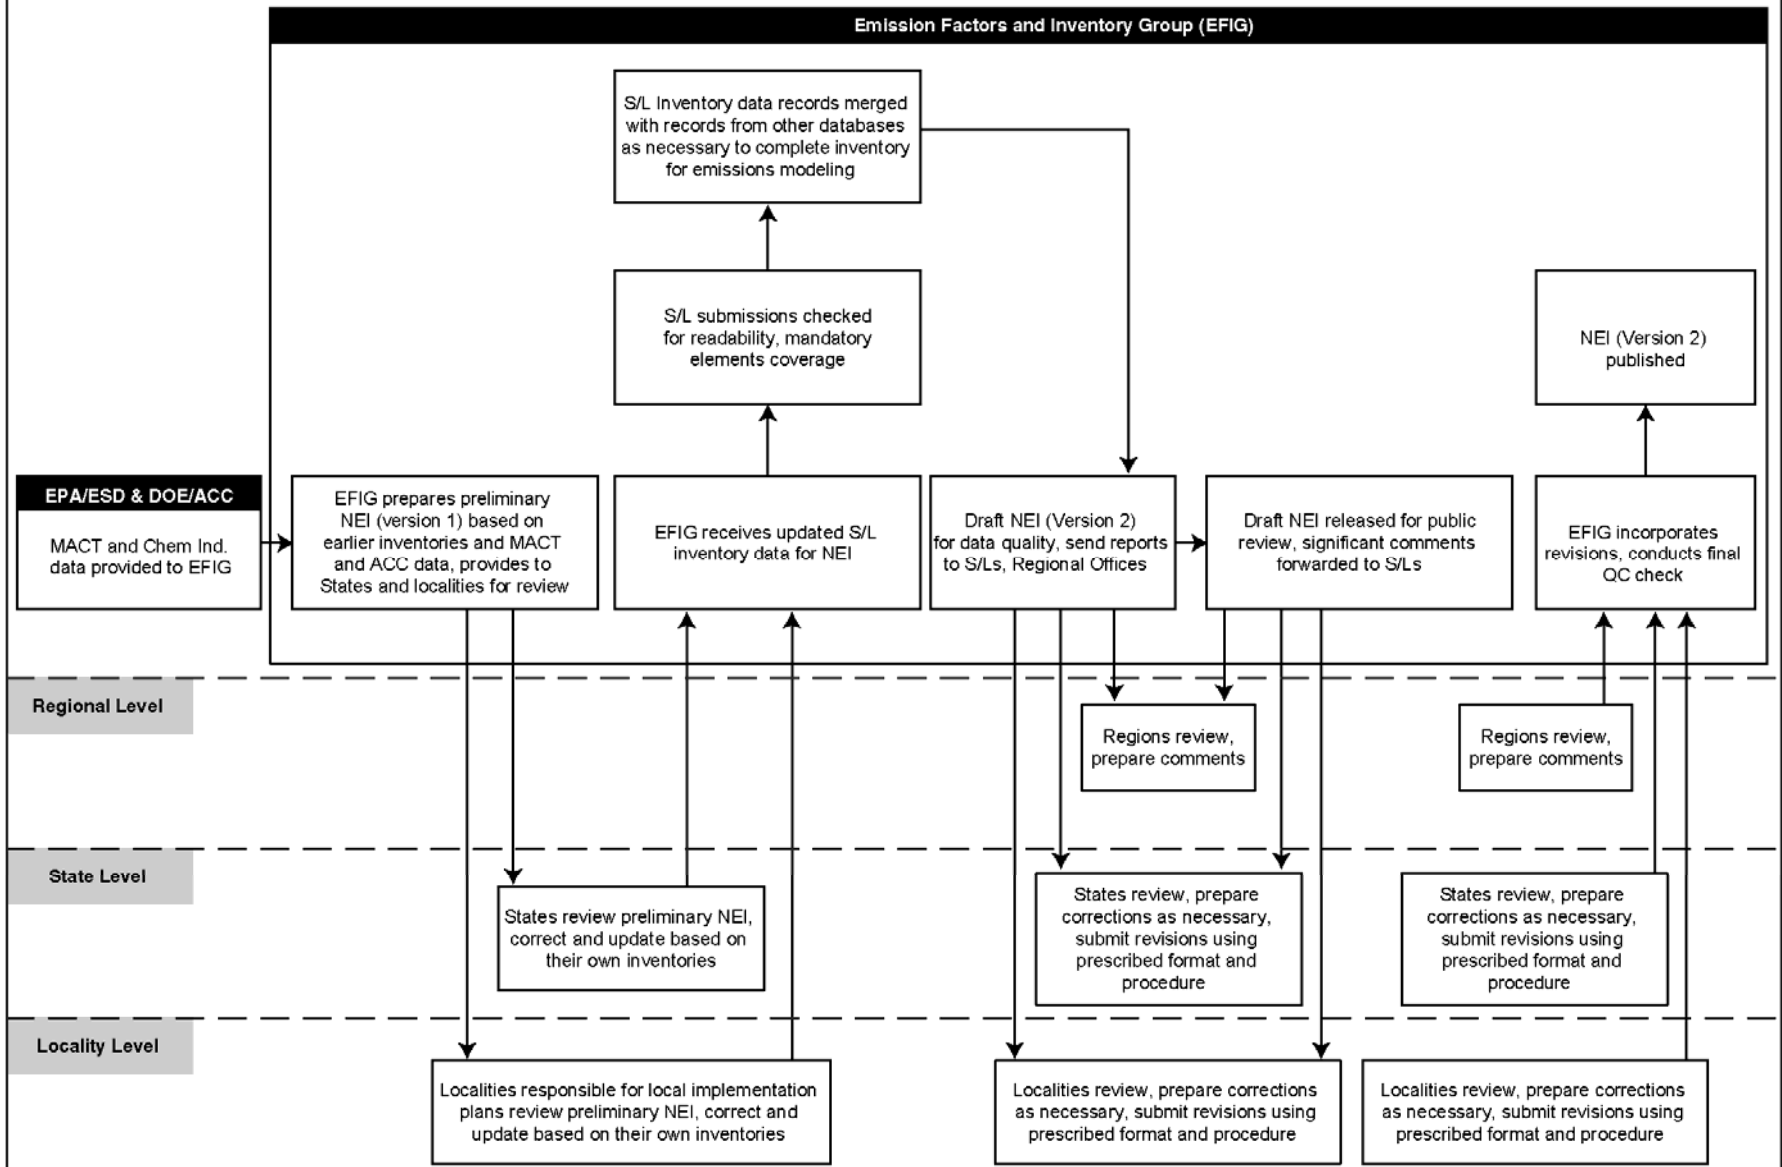 Emission Factors and Inventory Group (EFIG)
S/L Inventory data records merged
with records from other databases
as necessary to complete inventory
for emissions modeling
S/L submissions checked
for readability, mandatory
elements coverage
NEI (Version 2)
published
EPA/ESD & DOE/ACC
MACT and Chem Ind.
data provided to EFIG
EFIG prepares preliminary
NEI (version 1) based on
earlier inventories and MACT
and ACC data, provides to
States and localities for review
EFIG receives updated S/L
inventory data for NEI
Draft NEI (Version 2)
for data quality, send reports
to S/Ls, Regional Offices
Draft NEI released for public
review, significant comments
forwarded to S/Ls
EFIG incorporates
revisions, conducts final
QC check
Regional Level
Regions review,
prepare comments
Regions review,
prepare comments
State Level
States review preliminary NEI,
correct and update based on
their own inventories
States review, prepare
corrections as necessary,
submit revisions using
prescribed format and
procedure
States review, prepare
corrections as necessary,
submit revisions using
prescribed format and
procedure
Locality Level
Localities responsible for local implementation
plans review preliminary NEI, correct and
update based on their own inventories
Localities review, prepare corrections
as necessary, submit revisions using
prescribed format and procedure
Localities review, prepare corrections
as necessary, submit revisions using
prescribed format and procedure